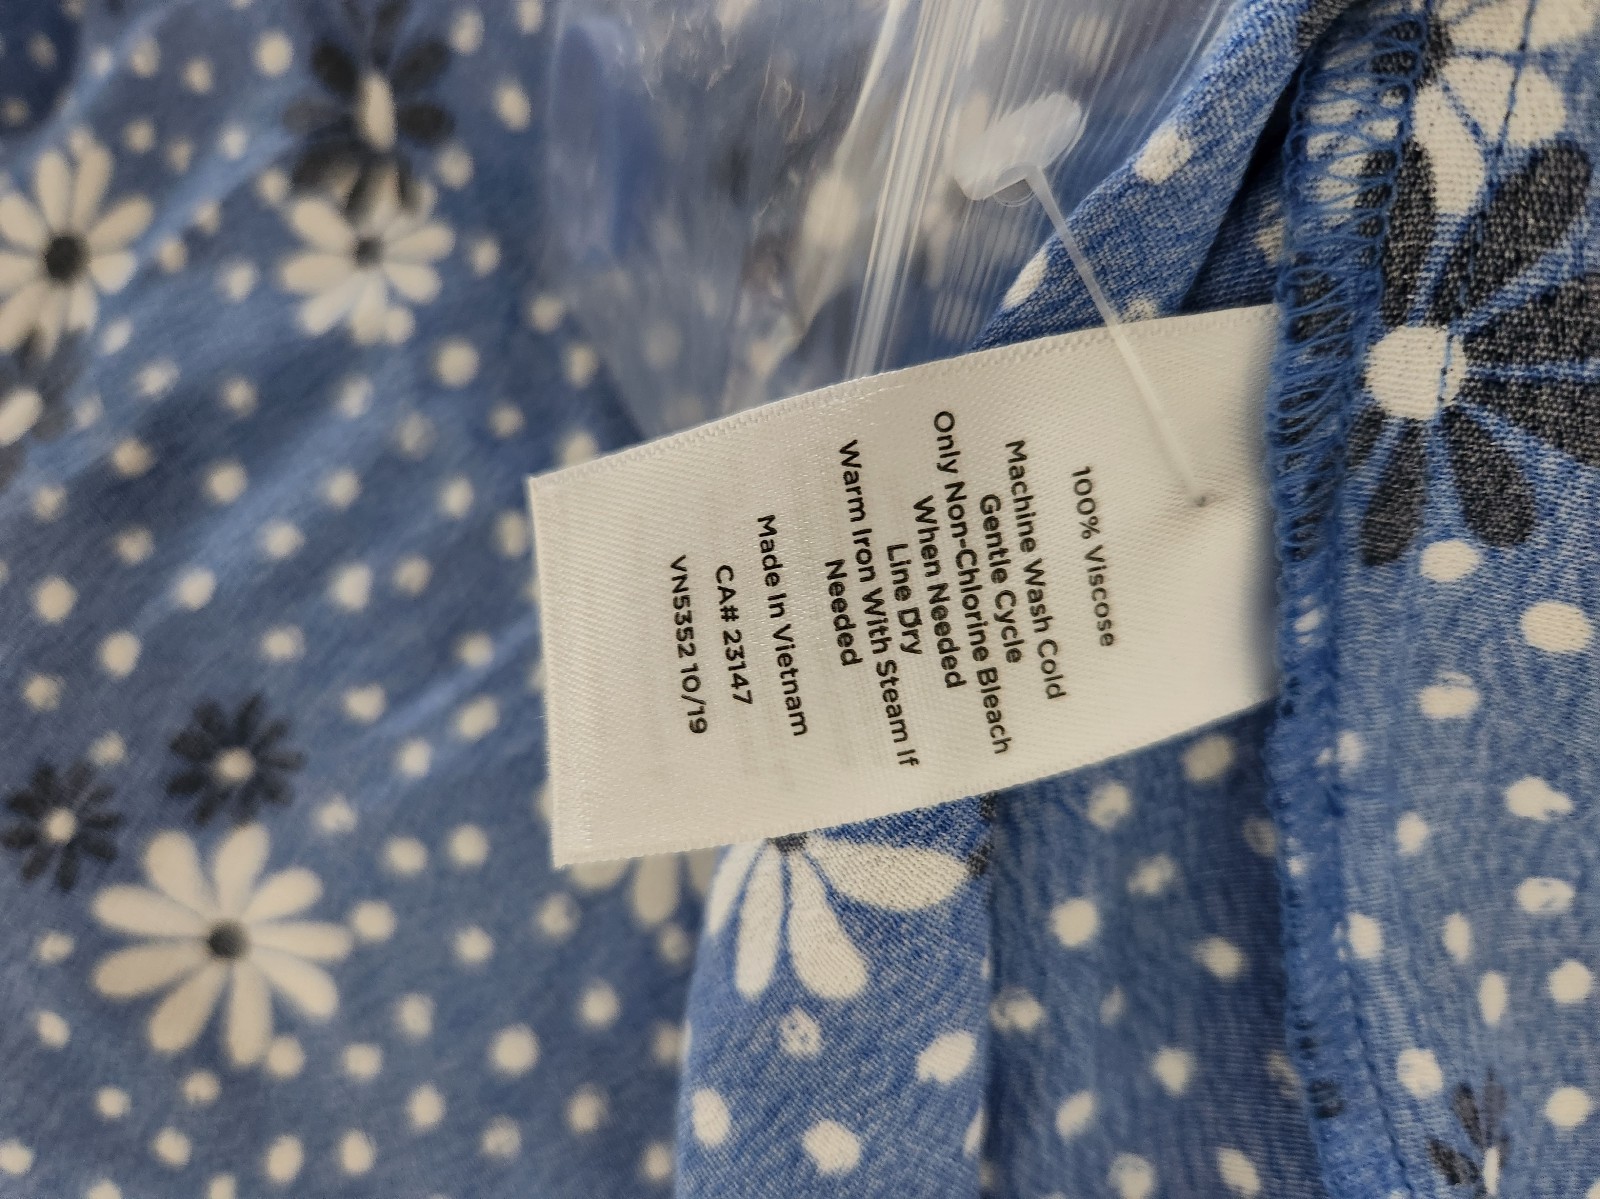 100% Viscose
Machine Wash Cold
Gentle Cycle
Only Non-Chlorine Bleach
When Needed
Line Dry
Warm Iron With Steam If
Needed
Made In Vietnam
CA# 23147
VN5352 10/19